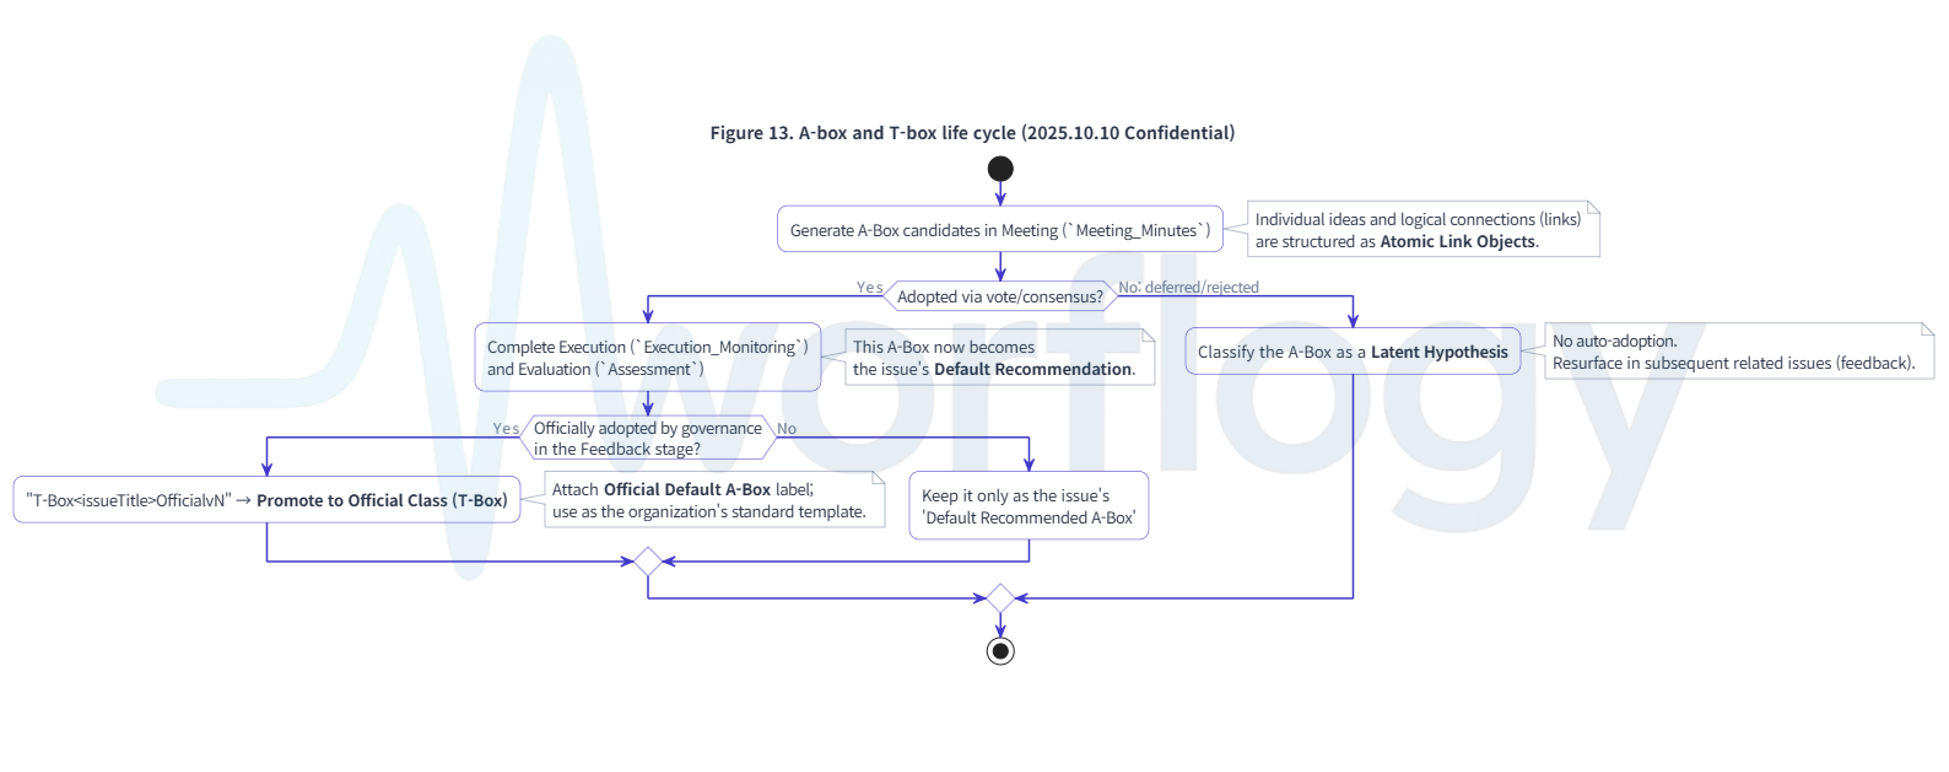 Figure 13. A-box and T-box life cycle (2025.10.10 Confidential)
Generate A-Box candidates in Meeting (`Meeting_Minutes`)
Individual ideas and logical connections (links)
are structured as Atomic Link Objects.
Adopted via vote/consensus?
Yes
No: deferred/rejected
Complete Execution (`Execution_Monitoring`)
and Evaluation (`Assessment`)
This A-Box now becomes
the issue's Default Recommendation.
Classify the A-Box as a Latent Hypothesis
No auto-adoption.
Resurface in subsequent related issues (feedback).
Yes
Officially adopted by governance
in the Feedback stage?
No
"T-Box<issueTitle>OfficialvN" → Promote to Official Class (T-Box)
Attach Official Default A-Box label;
use as the organization's standard template.
Keep it only as the issue's
'Default Recommended A-Box'
worflogy